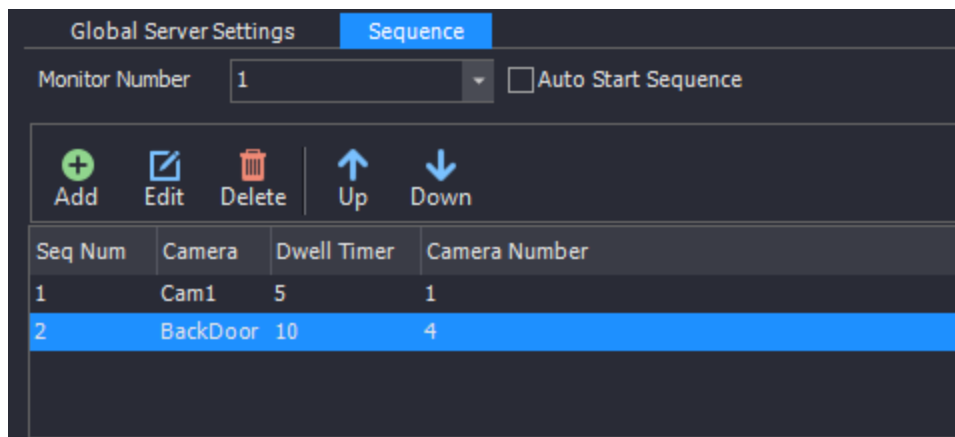 Global Server Settings Sequence
Monitor Number 1 Auto Start Sequence
Add Edit Delete Up Down
Seq Num Camera Dwell Timer Camera Number
1 Cam1 5 1
2 BackDoor 10 4